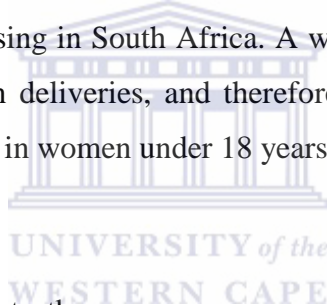 sing in South Africa. A w
n deliveries, and therefor
in women under 18 years
UNIVERSITY of the
WESTERN CAPE